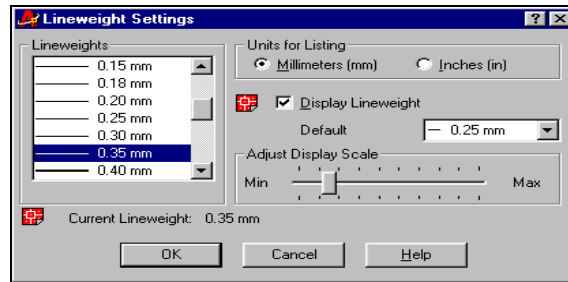 Lineweight Settings
Lineweights
0.15 mm
0.18 mm
0.20 mm
0.25 mm
0.30 mm
0.35 mm
0.40 mm
Units for Listing
Millimeters (mm) Inches (in)
Display Lineweight
Default 0.25 mm
Adjust Display Scale
Min Max
Current Lineweight: 0.35 mm
OK Cancel Help